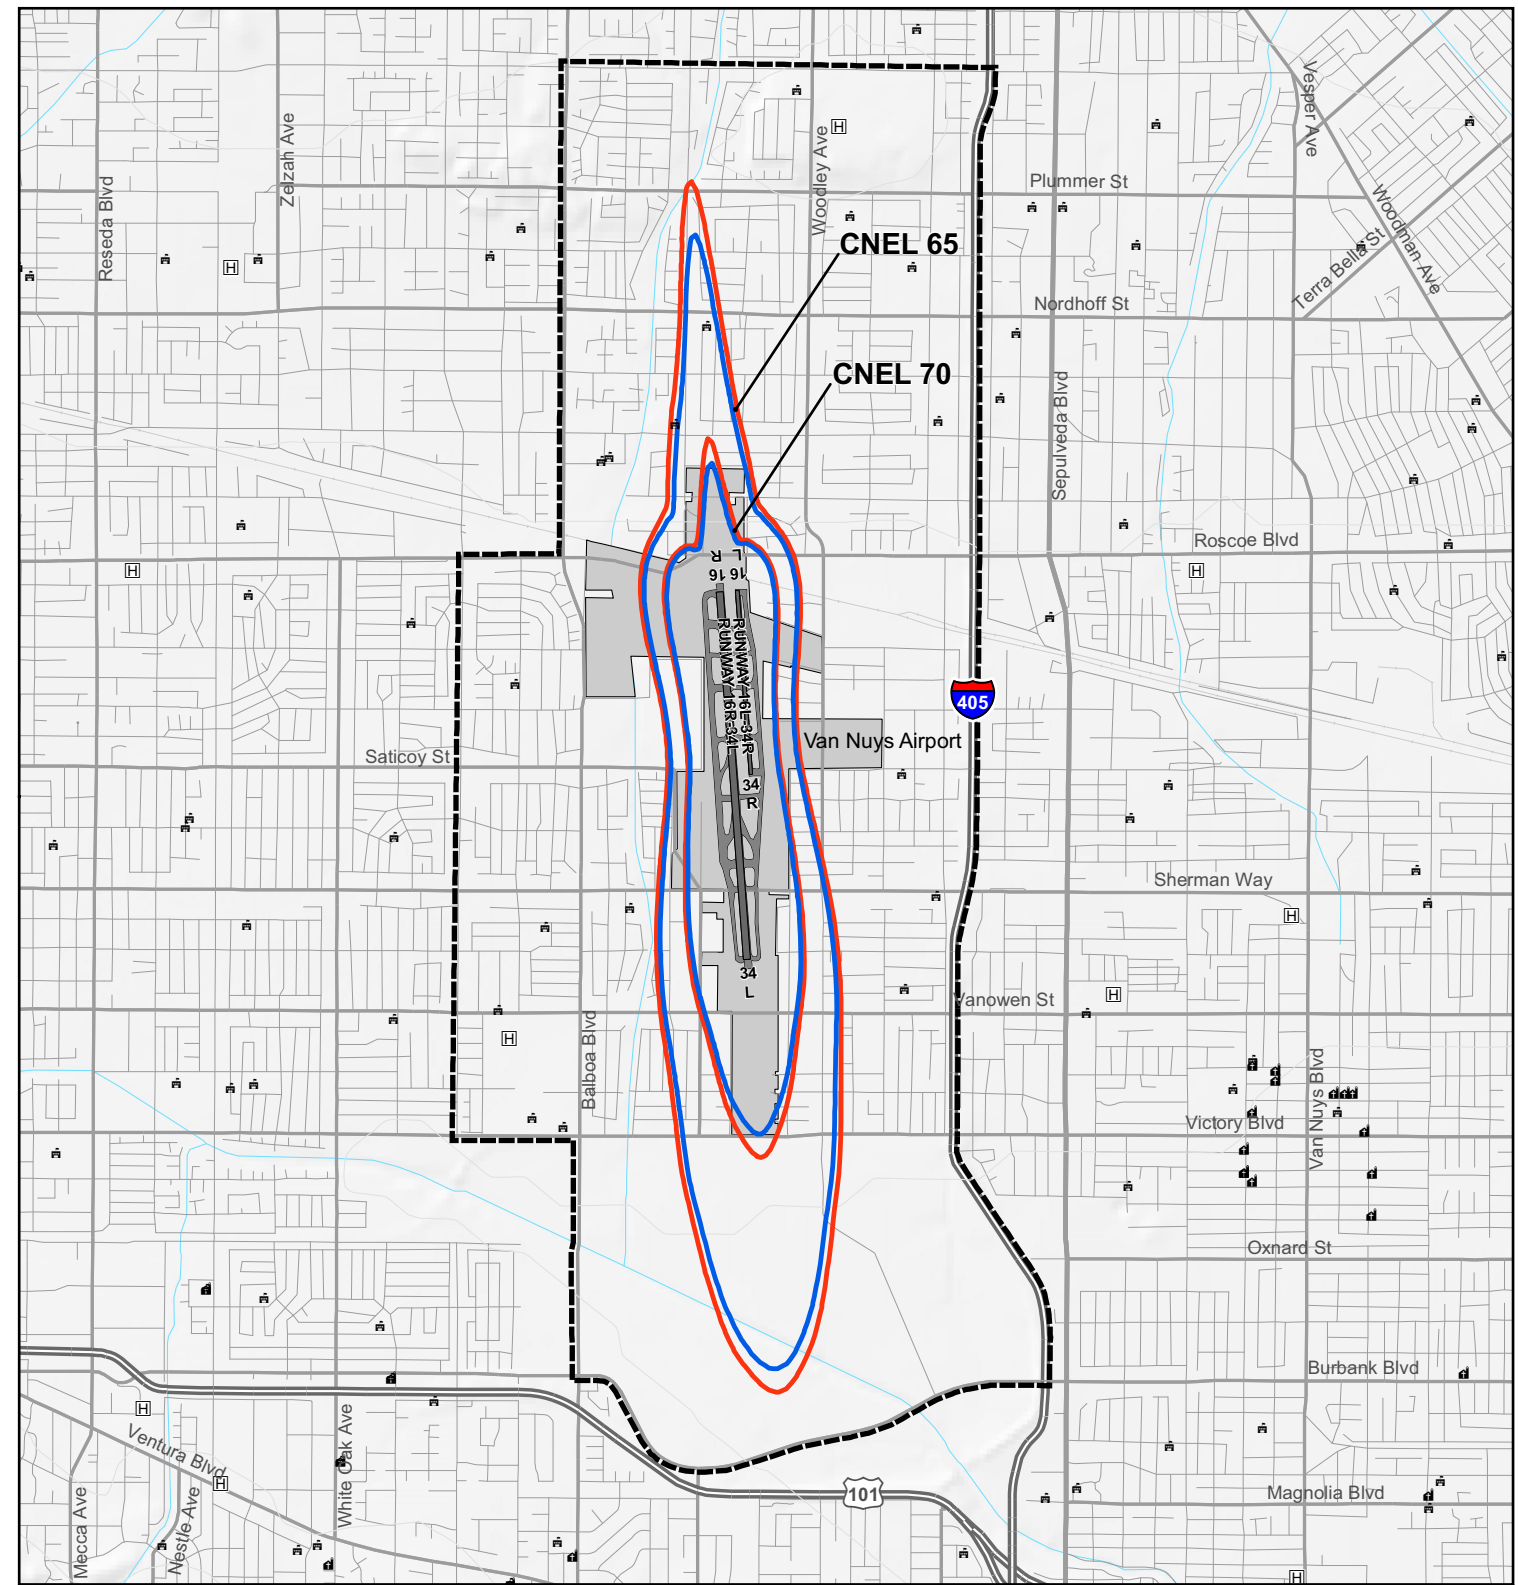 Vesper Ave
Zelzah Ave
Woodley Ave
H
Reseda Blvd
Plummer St
Woodman Ave
CNEL 65
Terra Bella St
H
Nordhoff St
CNEL 70
Sepulveda Blvd
Roscoe Blvd
16 R
16 L
H
H
RUNWAY 16R-34L
RUNWAY 16L-34R
405
Van Nuys Airport
Saticoy St
34
R
Sherman Way
H
34
L
Vanowen St
H
H
Balboa Blvd
Van Nuys Blvd
Victory Blvd
Oxnard St
Burbank Blvd
H
Ventura Blvd
White Oak Ave
H
101
Magnolia Blvd
Mecca Ave
Nestle Ave
H